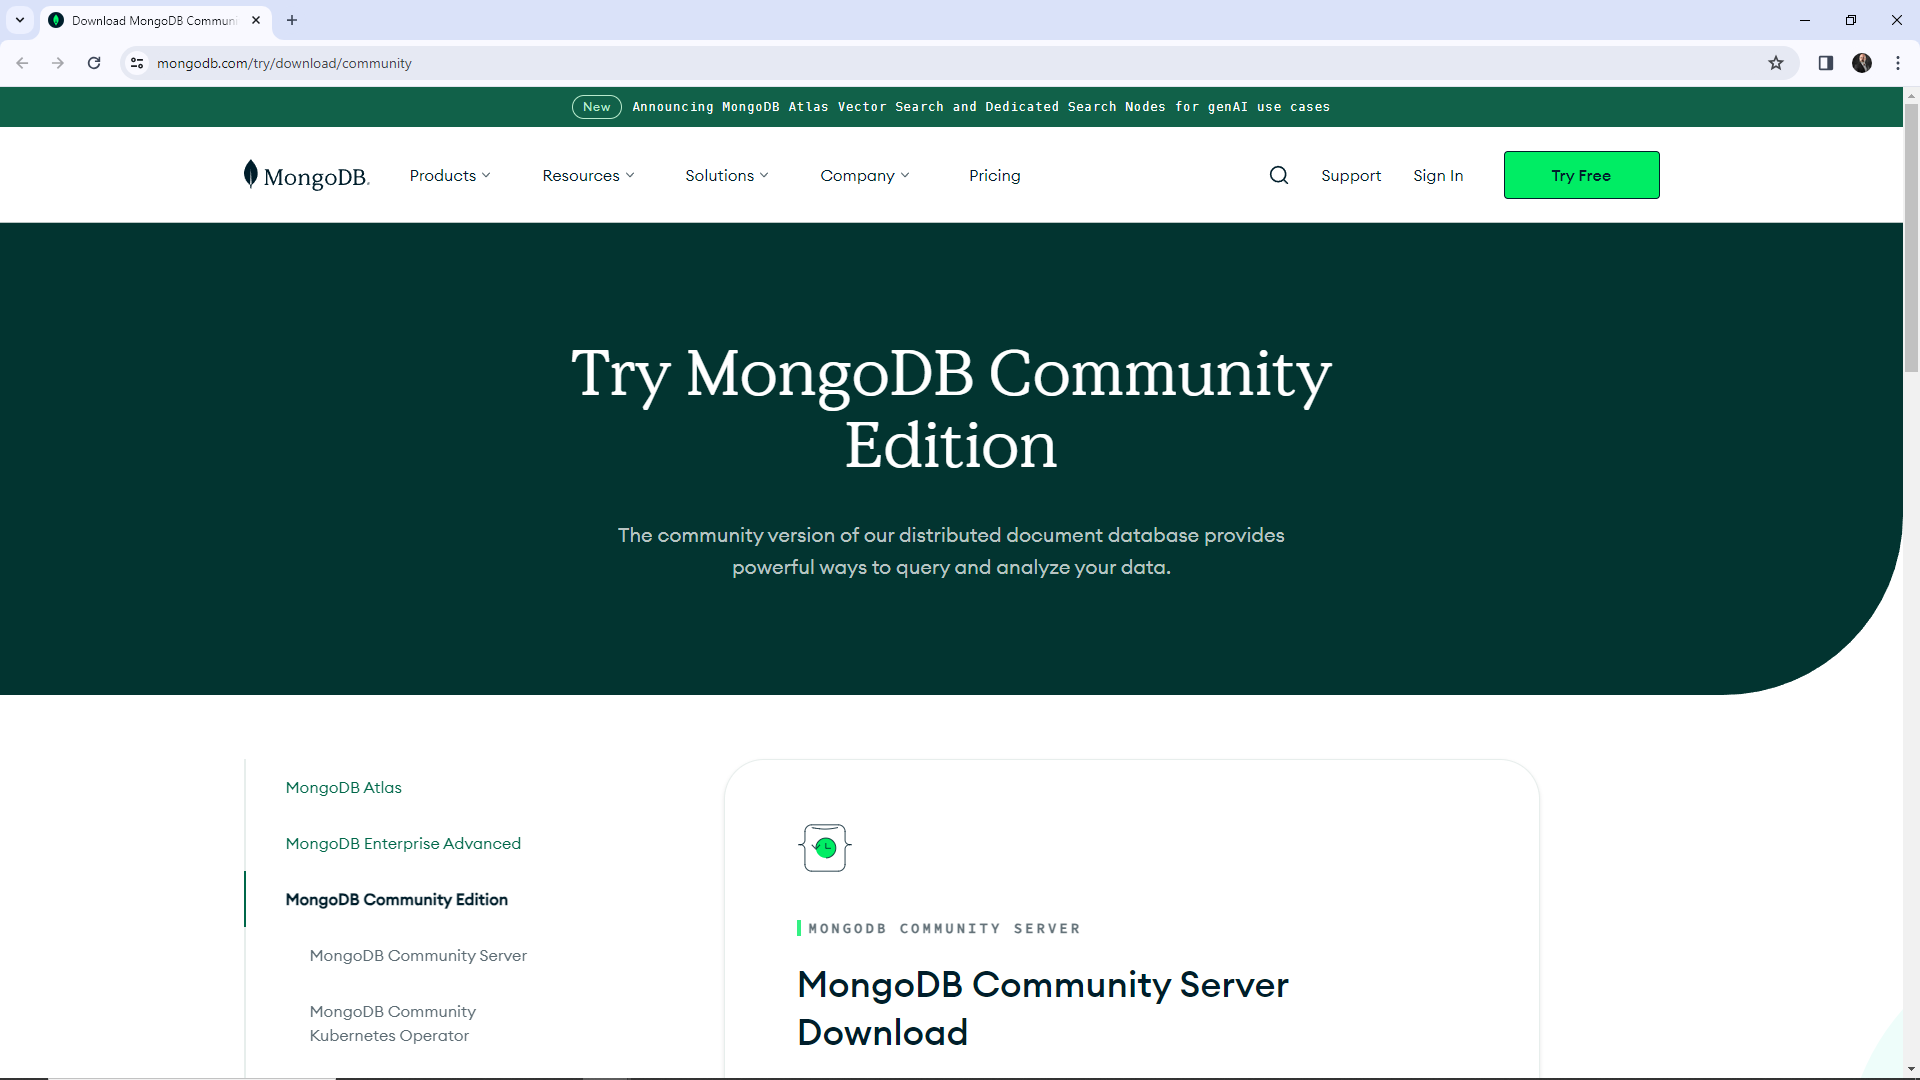 Download MongoDB Communi
mongodb.com/try/download/community
New Announcing MongoDB Atlas Vector Search and Dedicated Search Nodes for genAI use cases
MongoDB. Products Resources Solutions Company Pricing Support Sign In Try Free
Try MongoDB Community
Edition
The community version of our distributed document database provides
powerful ways to query and analyze your data.
MongoDB Atlas
MongoDB Enterprise Advanced
MongoDB Community Edition
MongoDB Community Server
MongoDB Community
Kubernetes Operator
MONGODB COMMUNITY SERVER
MongoDB Community Server
Download